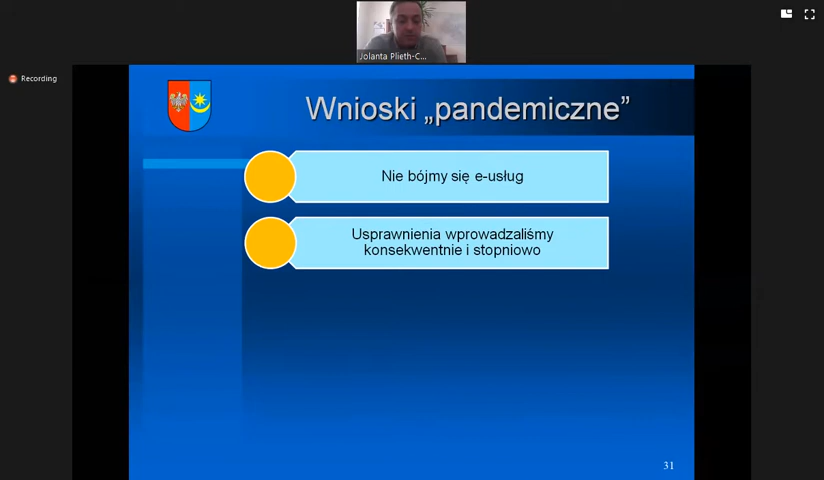 Jolanta Plieth-C...
Recording
Wnioski „pandemiczne”
Nie bójmy się e-usług
Usprawnienia wprowadzaliśmy
konsekwentnie i stopniowo
31